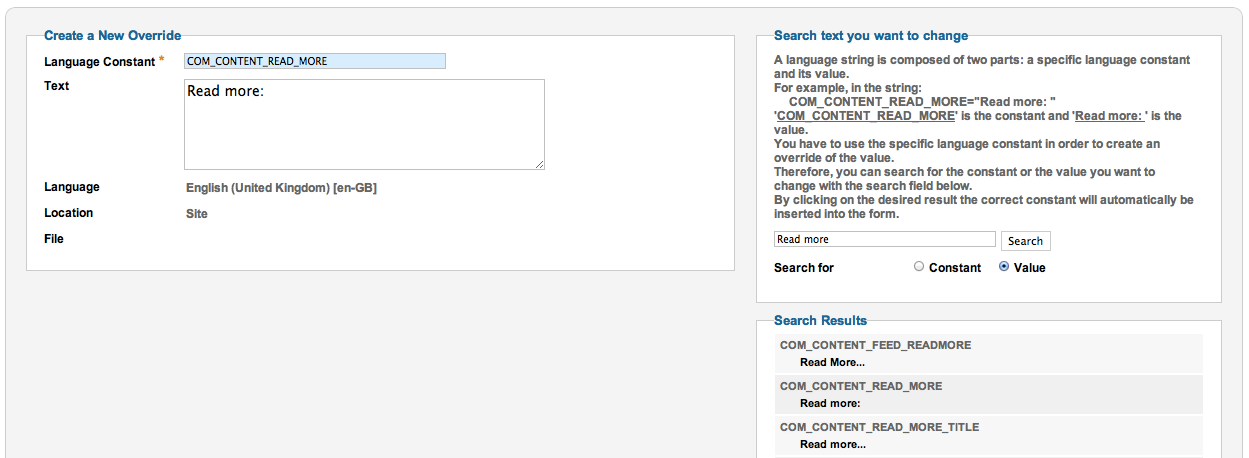 Create a New Override
Language Constant *
COM_CONTENT_READ_MORE
Text
Read more:
Language
English (United Kingdom) [en-GB]
Location
Site
File
Search text you want to change
A language string is composed of two parts: a specific language constant
and its value.
For example, in the string:
COM_CONTENT_READ_MORE="Read more: "
'COM_CONTENT_READ_MORE' is the constant and 'Read more: ' is the
value.
You have to use the specific language constant in order to create an
override of the value.
Therefore, you can search for the constant or the value you want to
change with the search field below.
By clicking on the desired result the correct constant will automatically be
inserted into the form.
Read more
Search
Search for
Constant
Value
Search Results
COM_CONTENT_FEED_READMORE
Read More...
COM_CONTENT_READ_MORE
Read more:
COM_CONTENT_READ_MORE_TITLE
Read more...